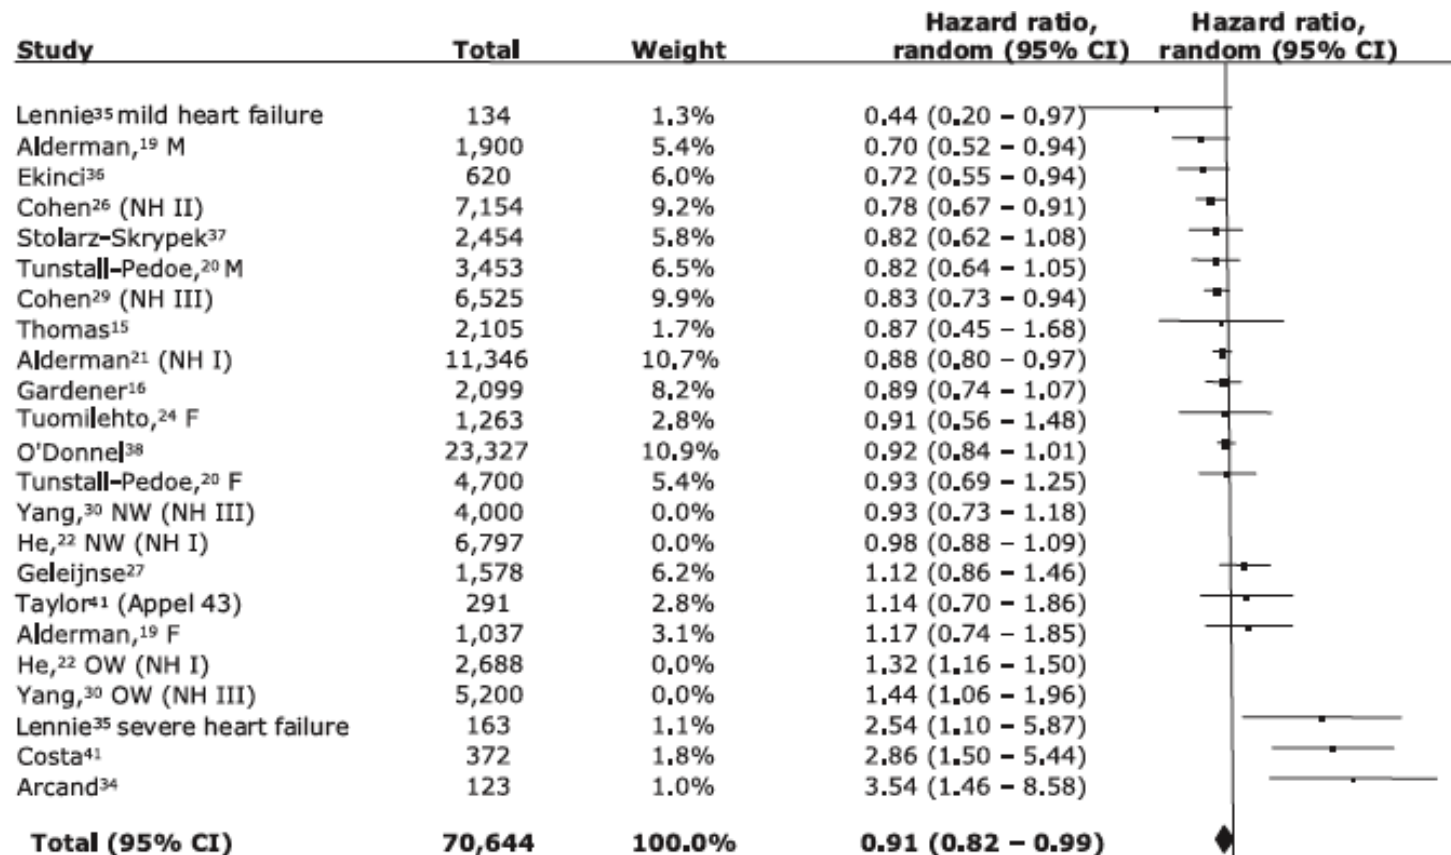 Hazard ratio, Hazard ratio,
Study Total Weight random (95% CI) random (95% CI)
Lennie³⁵ mild heart failure 134 1.3% 0.44 (0.20 – 0.97)
Alderman,¹⁹ M 1,900 5.4% 0.70 (0.52 – 0.94)
Ekinci³⁶ 620 6.0% 0.72 (0.55 – 0.94)
Cohen²⁶ (NH II) 7,154 9.2% 0.78 (0.67 – 0.91)
Stolarz–Skrypek³⁷ 2,454 5.8% 0.82 (0.62 – 1.08)
Tunstall–Pedoe,²⁰ M 3,453 6.5% 0.82 (0.64 – 1.05)
Cohen²⁹ (NH III) 6,525 9.9% 0.83 (0.73 – 0.94)
Thomas¹⁵ 2,105 1.7% 0.87 (0.45 – 1.68)
Alderman²¹ (NH I) 11,346 10.7% 0.88 (0.80 – 0.97)
Gardener¹⁶ 2,099 8.2% 0.89 (0.74 – 1.07)
Tuomilehto,²⁴ F 1,263 2.8% 0.91 (0.56 – 1.48)
O'Donnel³⁸ 23,327 10.9% 0.92 (0.84 – 1.01)
Tunstall–Pedoe,²⁰ F 4,700 5.4% 0.93 (0.69 – 1.25)
Yang,³⁰ NW (NH III) 4,000 0.0% 0.93 (0.73 – 1.18)
He,²² NW (NH I) 6,797 0.0% 0.98 (0.88 – 1.09)
Geleijnse²⁷ 1,578 6.2% 1.12 (0.86 – 1.46)
Taylor⁴¹ (Appel 43) 291 2.8% 1.14 (0.70 – 1.86)
Alderman,¹⁹ F 1,037 3.1% 1.17 (0.74 – 1.85)
He,²² OW (NH I) 2,688 0.0% 1.32 (1.16 – 1.50)
Yang,³⁰ OW (NH III) 5,200 0.0% 1.44 (1.06 – 1.96)
Lennie³⁵ severe heart failure 163 1.1% 2.54 (1.10 – 5.87)
Costa⁴¹ 372 1.8% 2.86 (1.50 – 5.44)
Arcand³⁴ 123 1.0% 3.54 (1.46 – 8.58)
Total (95% CI) 70,644 100.0% 0.91 (0.82 – 0.99)